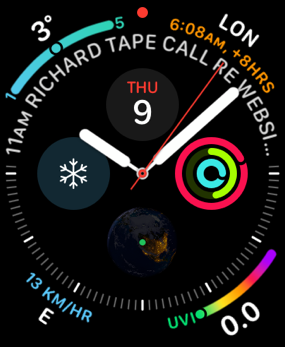 3°
1
5
6:08AM, +8HRS
LON
11AM RICHARD TAPE CALL RE WEBSI…
THU
9
13 KM/HR
E
UVI
0.0